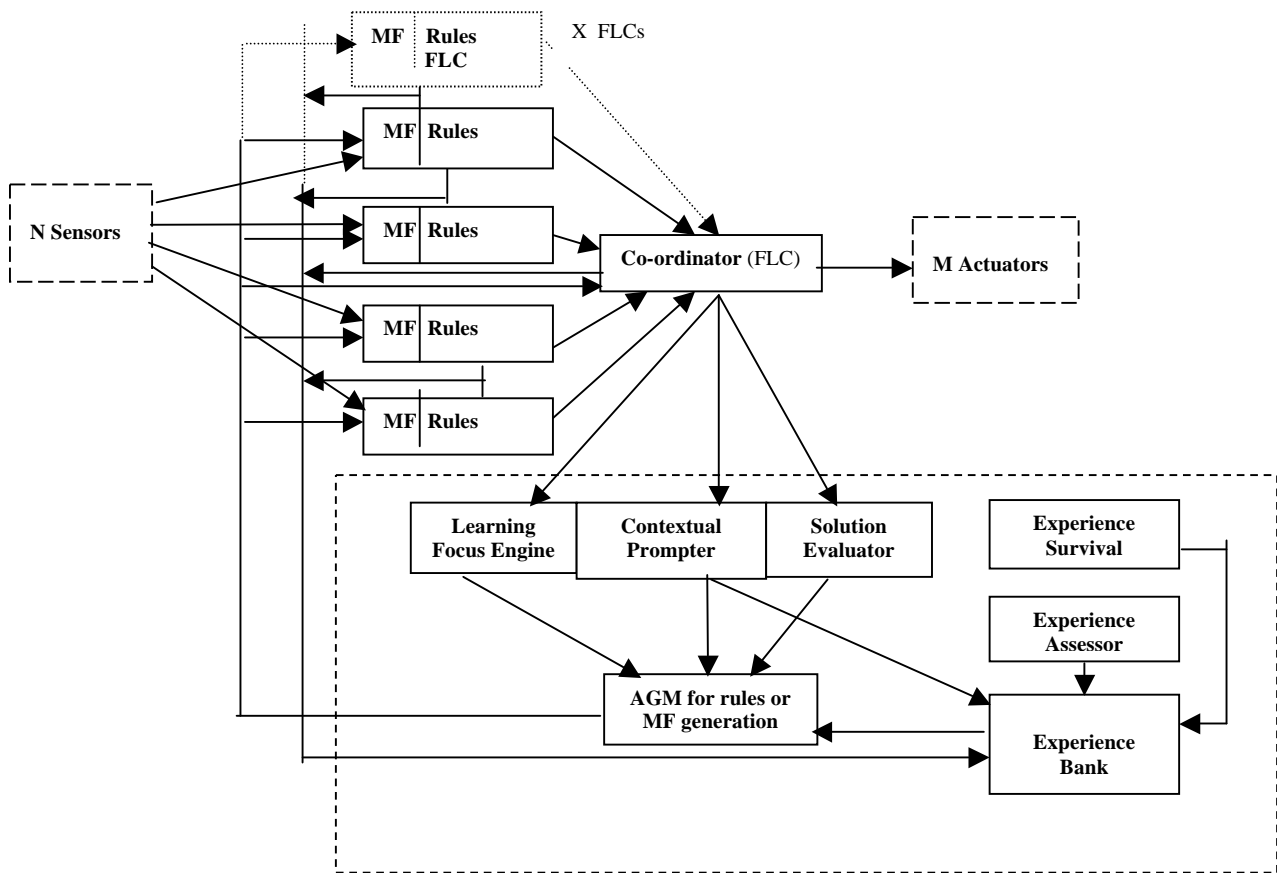 X FLCs
MF Rules
FLC
MF Rules
N Sensors
MF Rules
Co-ordinator (FLC)
M Actuators
MF Rules
MF Rules
Learning
Focus Engine
Contextual
Prompter
Solution
Evaluator
Experience
Survival
Experience
Assessor
AGM for rules or
MF generation
Experience
Bank